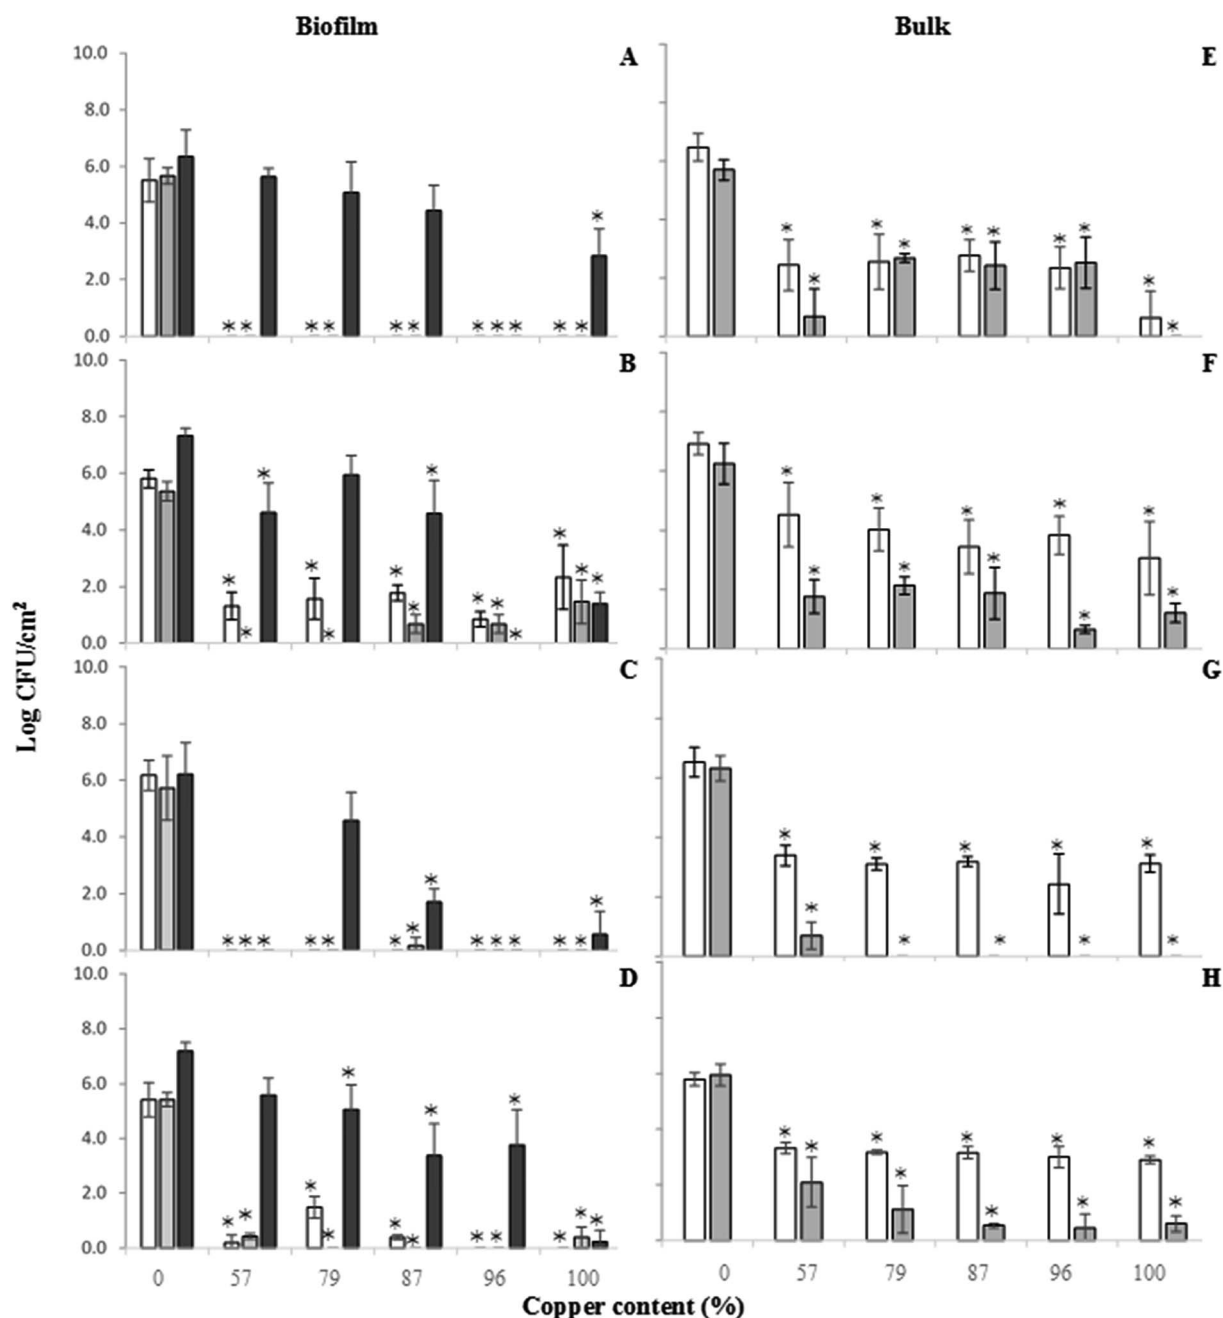 Biofilm Bulk
A E
10.0
8.0
6.0
4.0
2.0
0.0
* * * * * * * * * *
* * * * * * * * * *
B F
10.0
8.0
6.0
4.0
2.0
0.0
* * * * * * * * * * * * * *
* * * * * * * * * *
C G
10.0
8.0
6.0
4.0
2.0
0.0
* * * * * * * * * * * * * *
* * * * * * * * * *
D H
10.0
8.0
6.0
4.0
2.0
0.0
* * * * * * * * * * * * * *
* * * * * * * * * *
0 57 79 87 96 100 0 57 79 87 96 100
Log CFU/cm²
Copper content (%)